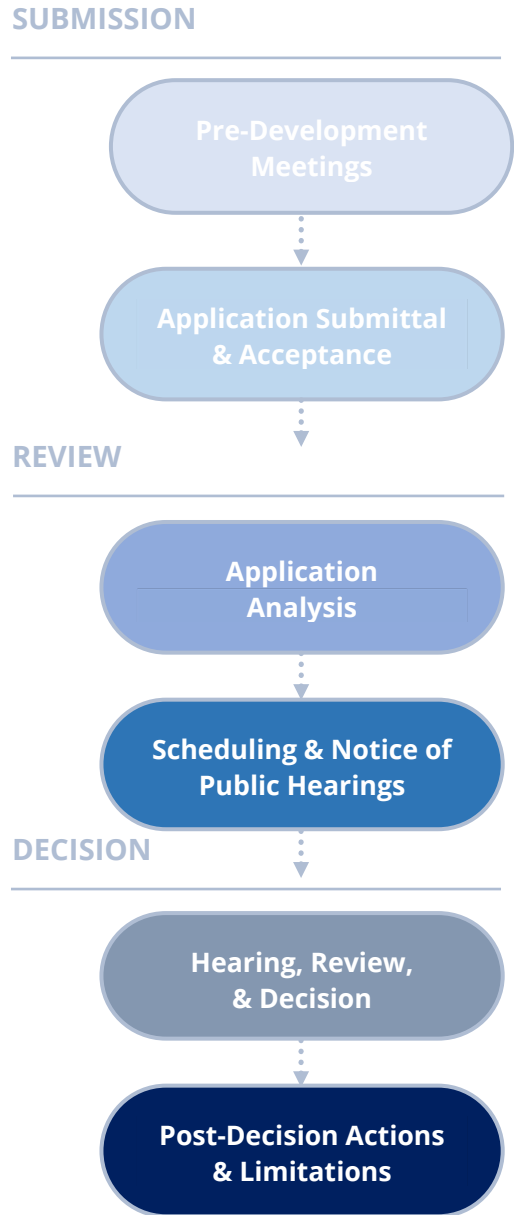 SUBMISSION
Pre-Development
Meetings
Application Submittal
& Acceptance
REVIEW
Application
Analysis
Scheduling & Notice of
Public Hearings
DECISION
Hearing, Review,
& Decision
Post-Decision Actions
& Limitations